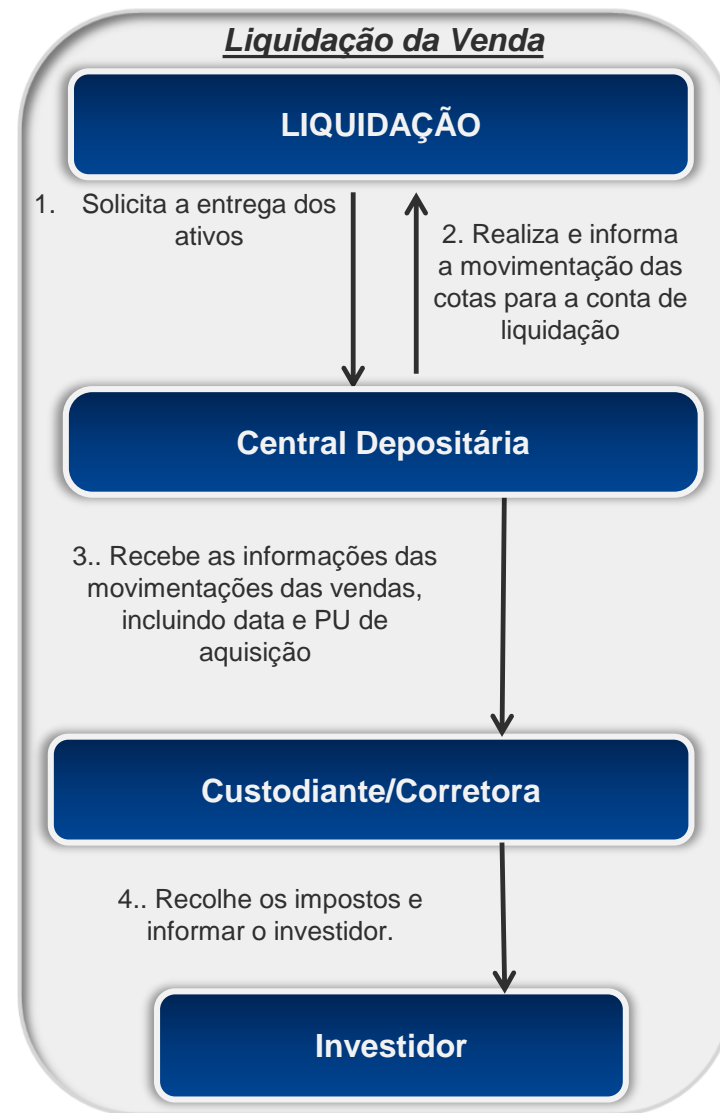 Liquidação da Venda
LIQUIDAÇÃO
1. Solicita a entrega dos
ativos
2. Realiza e informa
a movimentação das
cotas para a conta de
liquidação
Central Depositária
3.. Recebe as informações das
movimentações das vendas,
incluindo data e PU de
aquisição
Custodiante/Corretora
4.. Recolhe os impostos e
informar o investidor.
Investidor